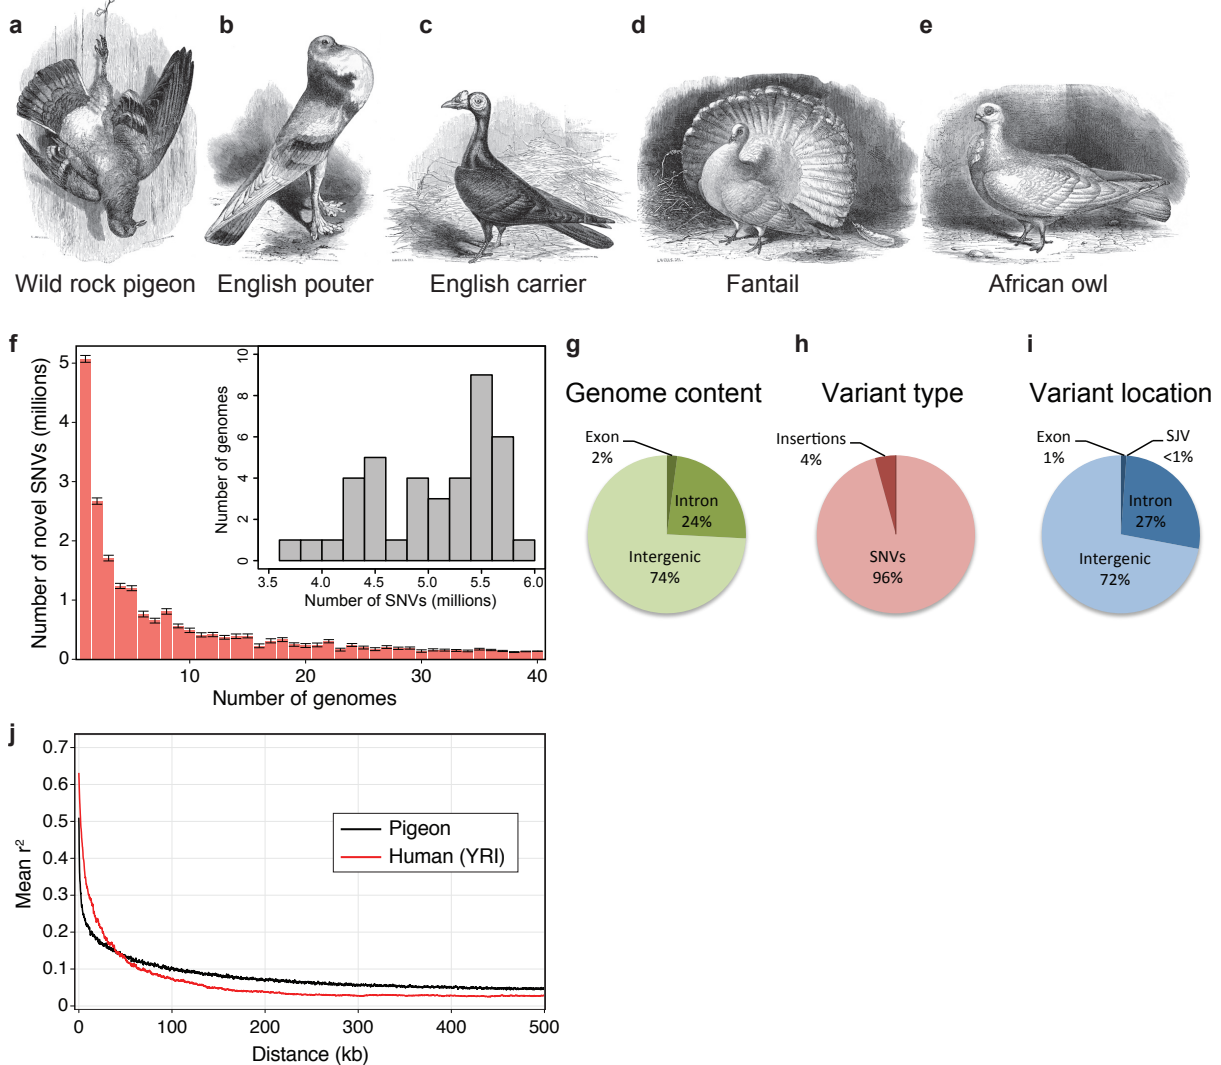 a
b
c
d
e
Wild rock pigeon
English pouter
English carrier
Fantail
African owl
f
Number of novel SNVs (millions)
5
4
3
2
1
0
10
20
30
40
Number of genomes
Number of genomes
10
8
6
4
2
0
3.5
4.0
4.5
5.0
5.5
6.0
Number of SNVs (millions)
g
Genome content
Exon
2%
Intron
24%
Intergenic
74%
h
Variant type
Insertions
4%
SNVs
96%
i
Variant location
Exon
1%
SJV
<1%
Intron
27%
Intergenic
72%
j
Mean r²
0.7
0.6
0.5
0.4
0.3
0.2
0.1
0
Pigeon
Human (YRI)
0
100
200
300
400
500
Distance (kb)